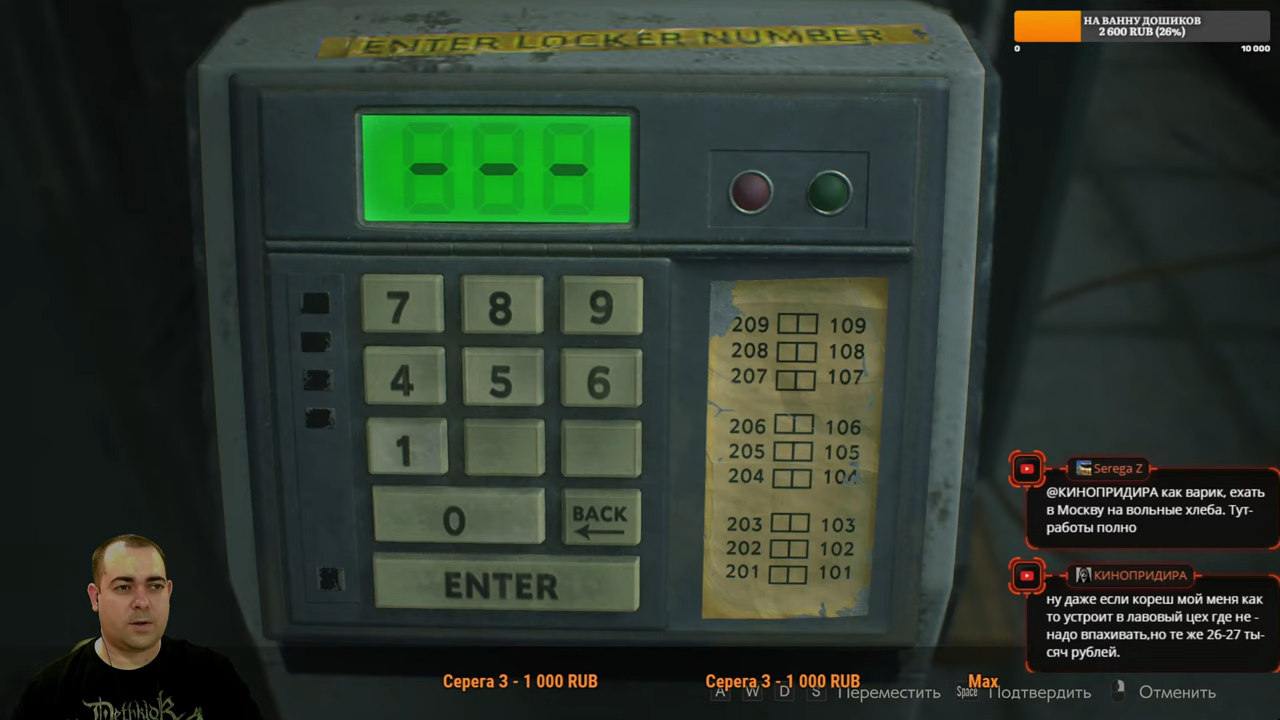 ENTER LOCKER NUMBER
НА ВАННУ ДОШИКОВ
2 600 RUB (26%)
0 10 000
7 8 9
4 5 6
1
0 BACK
ENTER
209 109
208 108
207 107
206 106
205 105
204 104
203 103
202 102
201 101
Serega Z
@КИНОПРИДИРА как варик, ехать
в Москву на вольные хлеба. Тут-
работы полно
КИНОПРИДИРА
ну даже если кореш мой меня как
то устроит в лавовый цех где не -
надо впахивать,но те же 26-27 ты-
сяч рублей.
Серега 3 - 1 000 RUB Серега 3 - 1 000 RUB Max
A W D S Переместить Space Подтвердить Отменить